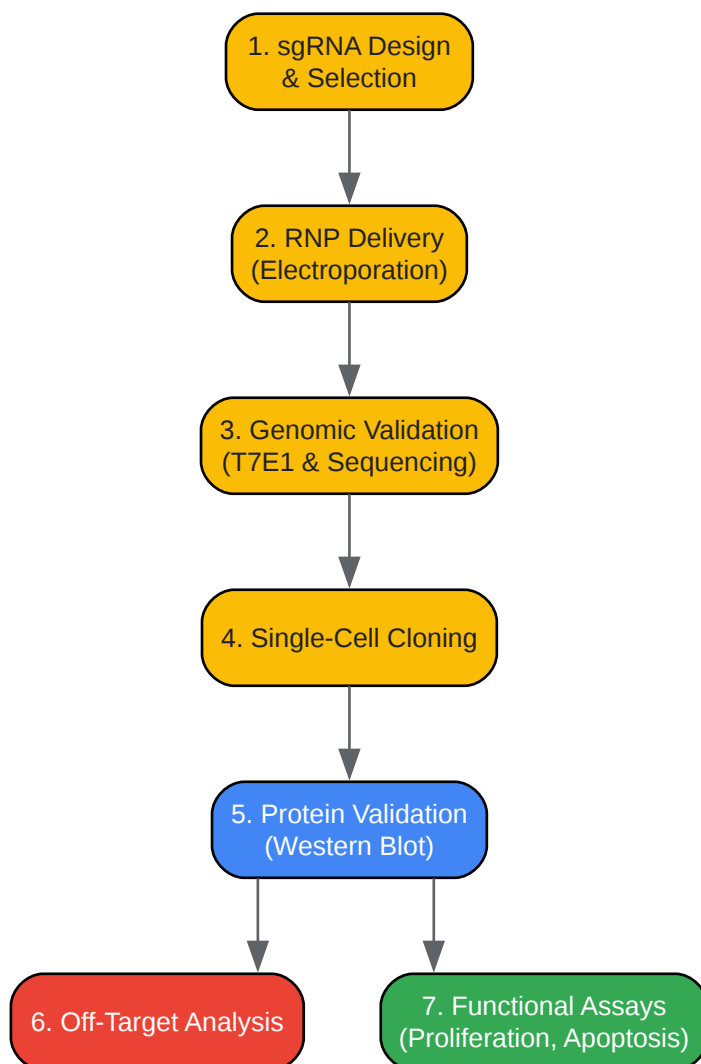 1. sgRNA Design
& Selection
2. RNP Delivery
(Electroporation)
3. Genomic Validation
(T7E1 & Sequencing)
4. Single-Cell Cloning
5. Protein Validation
(Western Blot)
6. Off-Target Analysis
7. Functional Assays
(Proliferation, Apoptosis)